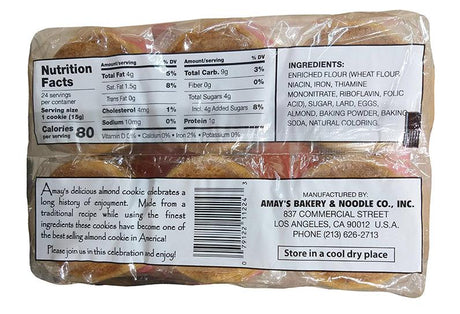 Nutrition
Facts
24 servings
per container
Serving size
1 cookie (15g)
Calories
per serving 80
Amount/serving % DV
Total Fat 4g 5%
Sat. Fat 1.5g 8%
Trans Fat 0g
Cholesterol 4mg 1%
Sodium 10mg 0%
Amount/serving % DV
Total Carb. 9g 3%
Fiber 0g 0%
Total Sugars 4g
Incl. 4g Added Sugars 8%
Protein 1g
Vitamin D 0% • Calcium 0% • Iron 2% • Potassium 0%
INGREDIENTS:
ENRICHED FLOUR (WHEAT FLOUR,
NIACIN, IRON, THIAMINE
MONONITRATE, RIBOFLAVIN, FOLIC
ACID), SUGAR, LARD, EGGS,
ALMOND, BAKING POWDER, BAKING
SODA, NATURAL COLORING.
Amay's delicious almond cookie celebrates a
long history of enjoyment. Made from a
traditional recipe while using the finest
ingredients these cookies have become one of
the best selling almond cookie in America!
Please join us in this celebration and enjoy!
0 79122 11224 3
MANUFACTURED BY:
AMAY'S BAKERY & NOODLE CO., INC.
837 COMMERCIAL STREET
LOS ANGELES, CA 90012 U.S.A.
PHONE (213) 626-2713
Store in a cool dry place